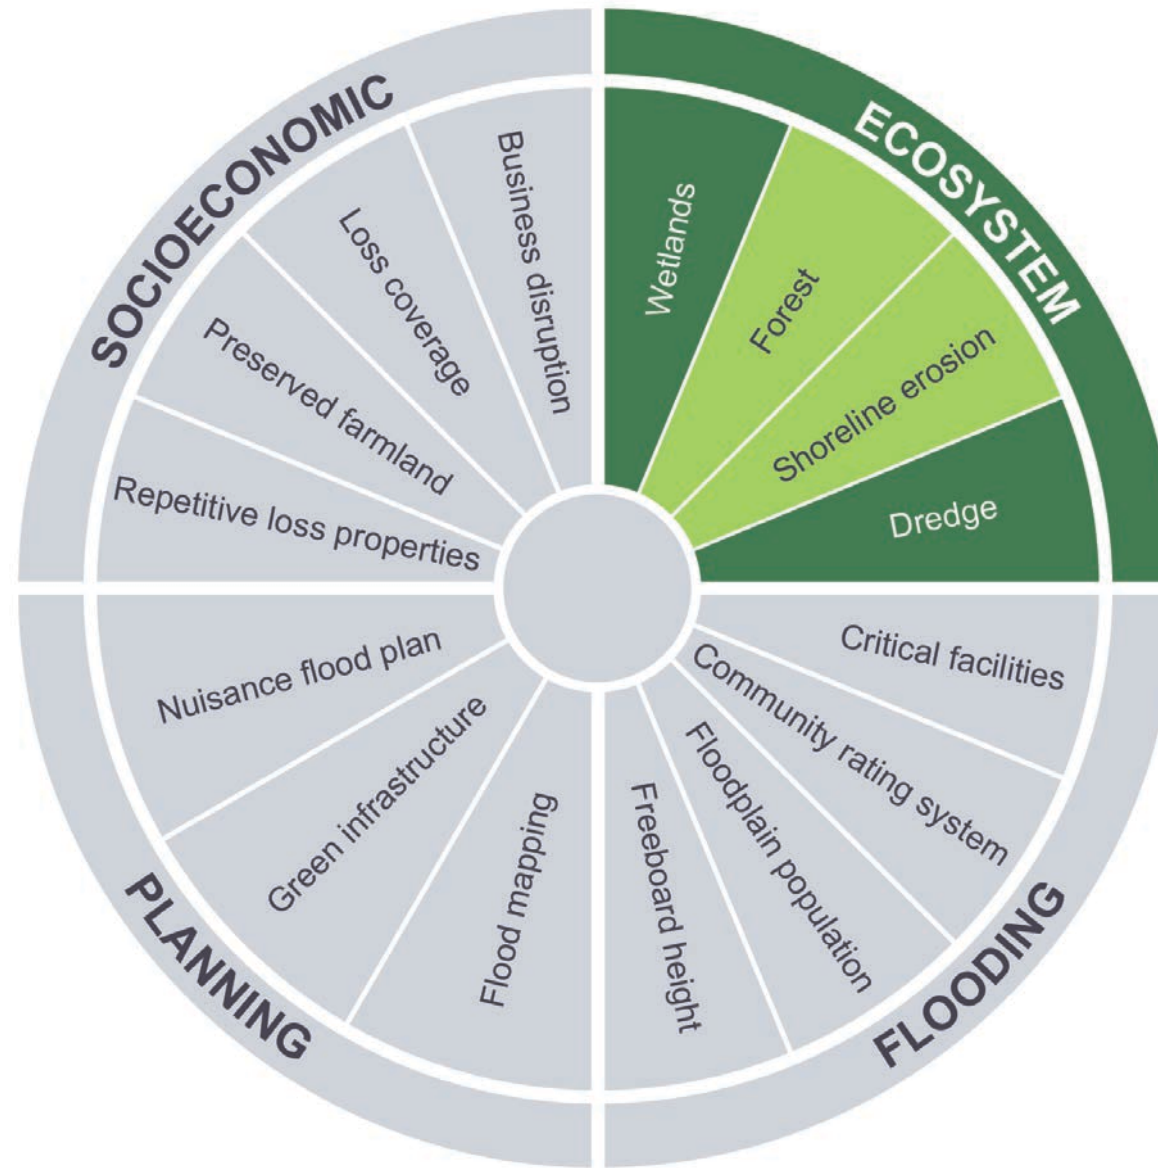 SOCIOECONOMIC
Repetitive loss properties
Preserved farmland
Loss coverage
Business disruption
ECOSYSTEM
Wetlands
Forest
Shoreline erosion
Dredge
FLOODING
Critical facilities
Community rating system
Floodplain population
Freeboard height
PLANNING
Flood mapping
Green infrastructure
Nuisance flood plan